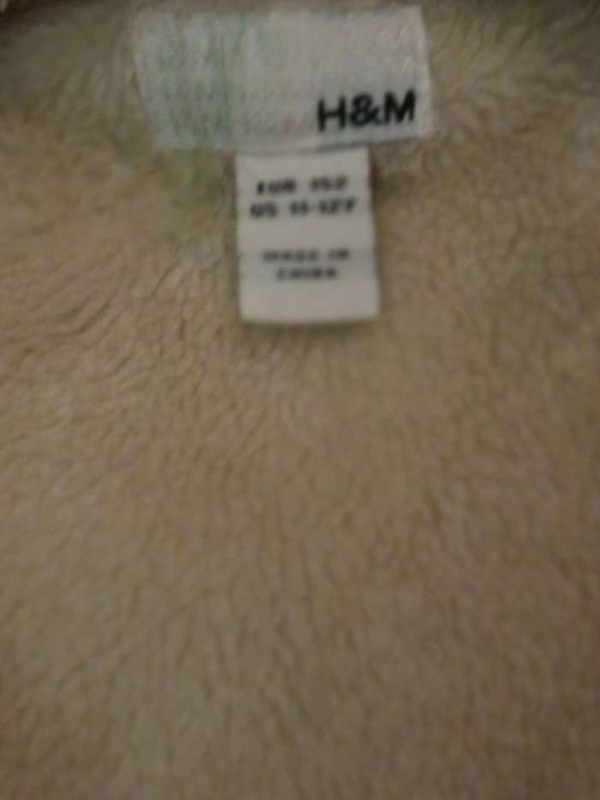 H&M
EUR 152
US 11-12Y
MADE IN
CHINA